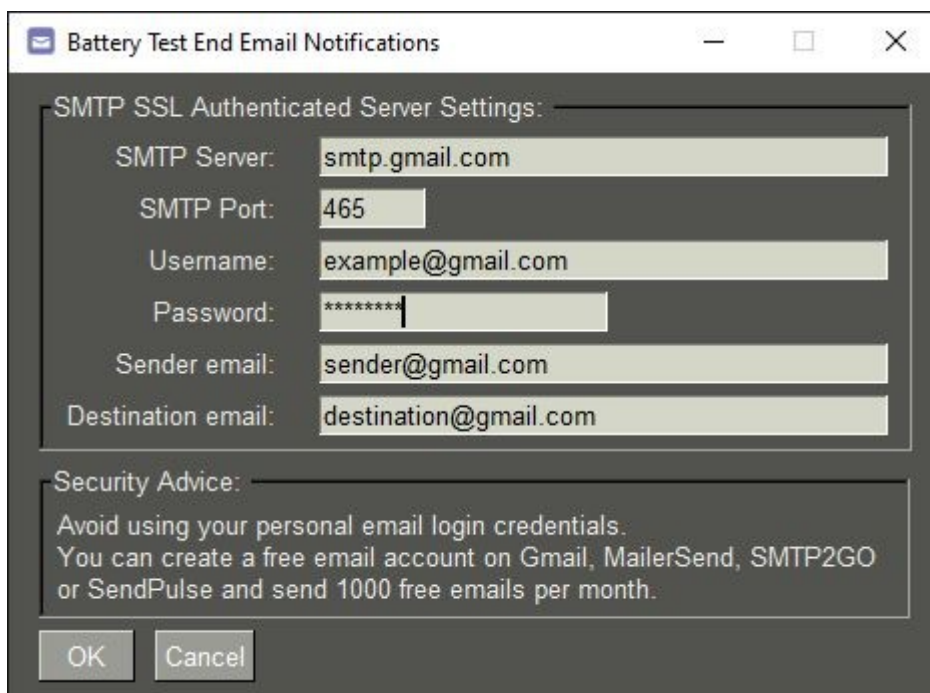 Battery Test End Email Notifications
SMTP SSL Authenticated Server Settings:
SMTP Server: smtp.gmail.com
SMTP Port: 465
Username: example@gmail.com
Password: ********
Sender email: sender@gmail.com
Destination email: destination@gmail.com
Security Advice:
Avoid using your personal email login credentials.
You can create a free email account on Gmail, MailerSend, SMTP2GO
or SendPulse and send 1000 free emails per month.
OK Cancel